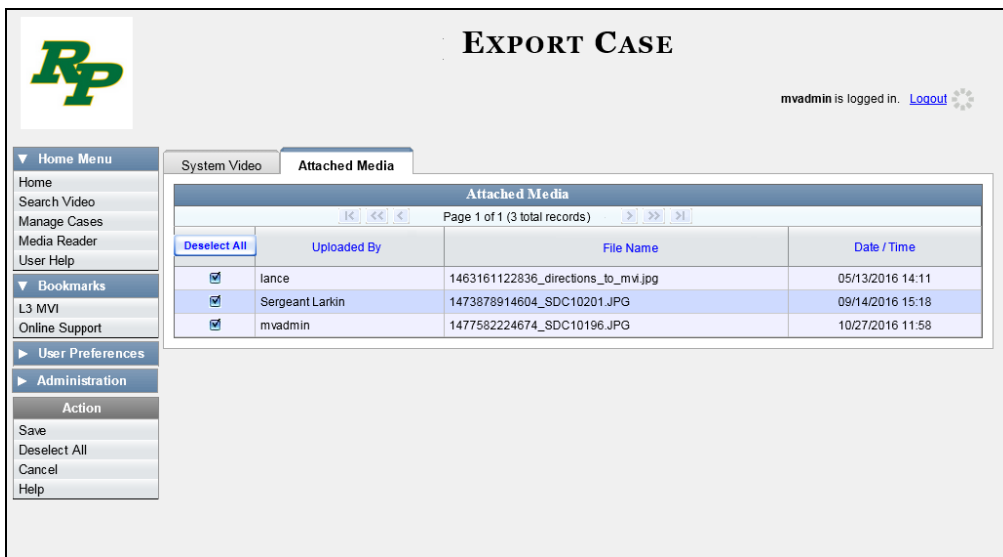 RP
EXPORT CASE
mvadmin is logged in. Logout
▼ Home Menu
Home
Search Video
Manage Cases
Media Reader
User Help
▼ Bookmarks
L3 MVI
Online Support
▶ User Preferences
▶ Administration
Action
Save
Deselect All
Cancel
Help
System Video Attached Media
Attached Media
|< << < Page 1 of 1 (3 total records) > >> >|
Deselect All Uploaded By File Name Date / Time
lance 1463161122836_directions_to_mvi.jpg 05/13/2016 14:11
Sergeant Larkin 1473878914604_SDC10201.JPG 09/14/2016 15:18
mvadmin 1477582224674_SDC10196.JPG 10/27/2016 11:58